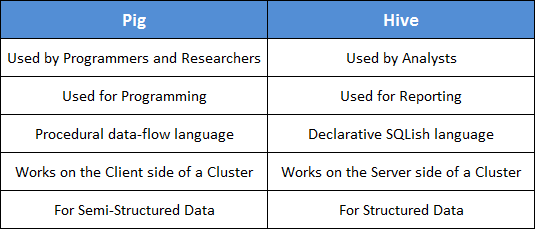 Pig Hive
Used by Programmers and Researchers Used by Analysts
Used for Programming Used for Reporting
Procedural data-flow language Declarative SQLish language
Works on the Client side of a Cluster Works on the Server side of a Cluster
For Semi-Structured Data For Structured Data